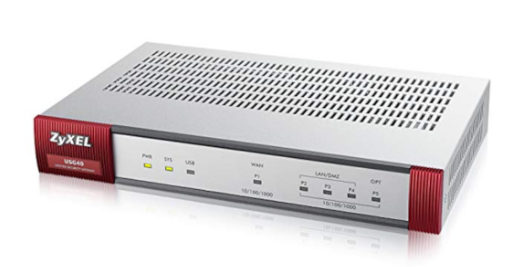 ZyXEL
USG40
PWR SYS USB
WAN
P1
10/100/1000
LAN/DMZ
P2 P3 P4
OPT
P5
10/100/1000